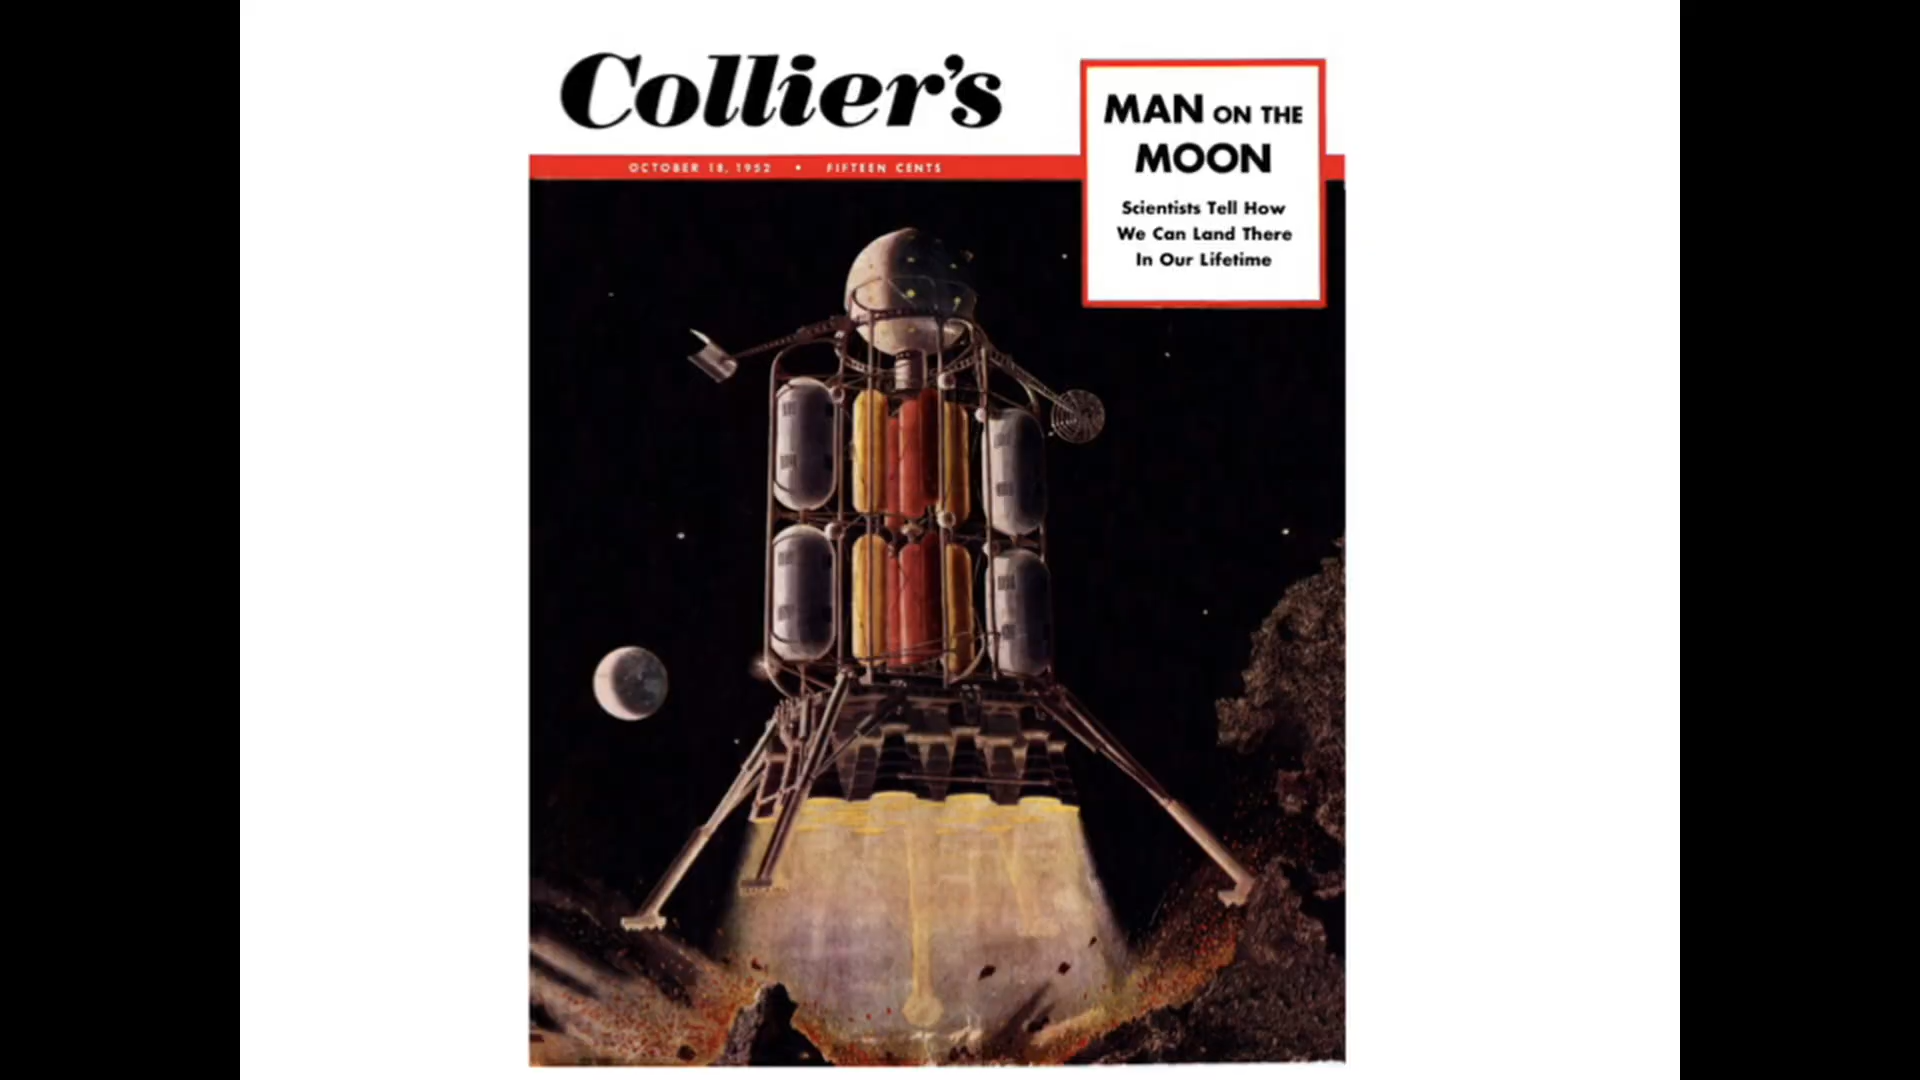 Collier's
OCTOBER 18, 1952 • FIFTEEN CENTS
MAN ON THE
MOON
Scientists Tell How
We Can Land There
In Our Lifetime